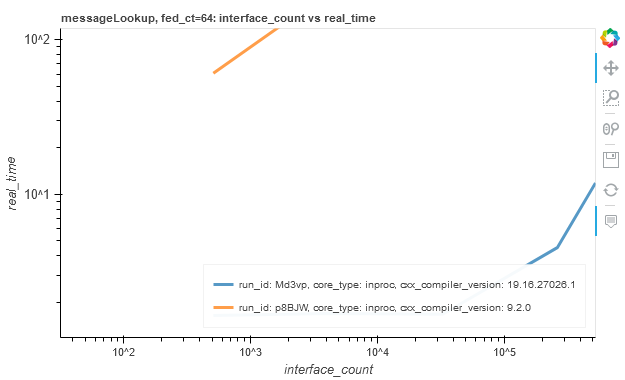 messageLookup, fed_ct=64: interface_count vs real_time
10^2
10^1
real_time
run_id: Md3vp, core_type: inproc, cxx_compiler_version: 19.16.27026.1
run_id: p8BJW, core_type: inproc, cxx_compiler_version: 9.2.0
10^2 10^3 10^4 10^5
interface_count